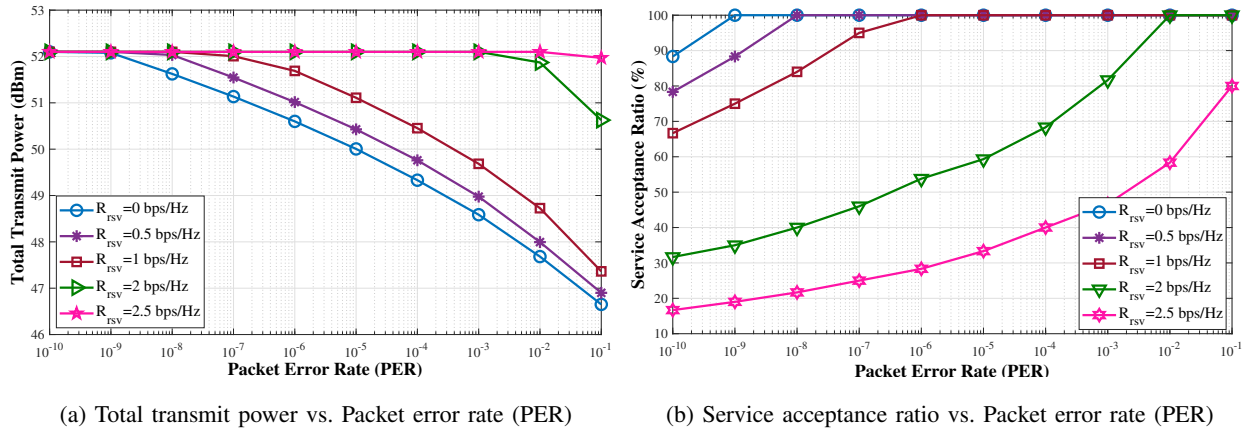 53
52
51
50
49
48
47
46
Total Transmit Power (dBm)
R_rsv=0 bps/Hz
R_rsv=0.5 bps/Hz
R_rsv=1 bps/Hz
R_rsv=2 bps/Hz
R_rsv=2.5 bps/Hz
10^-10 10^-9 10^-8 10^-7 10^-6 10^-5 10^-4 10^-3 10^-2 10^-1
Packet Error Rate (PER)
(a) Total transmit power vs. Packet error rate (PER)
100
90
80
70
60
50
40
30
20
10
Service Acceptance Ratio (%)
R_rsv=0 bps/Hz
R_rsv=0.5 bps/Hz
R_rsv=1 bps/Hz
R_rsv=2 bps/Hz
R_rsv=2.5 bps/Hz
10^-10 10^-9 10^-8 10^-7 10^-6 10^-5 10^-4 10^-3 10^-2 10^-1
Packet Error Rate (PER)
(b) Service acceptance ratio vs. Packet error rate (PER)